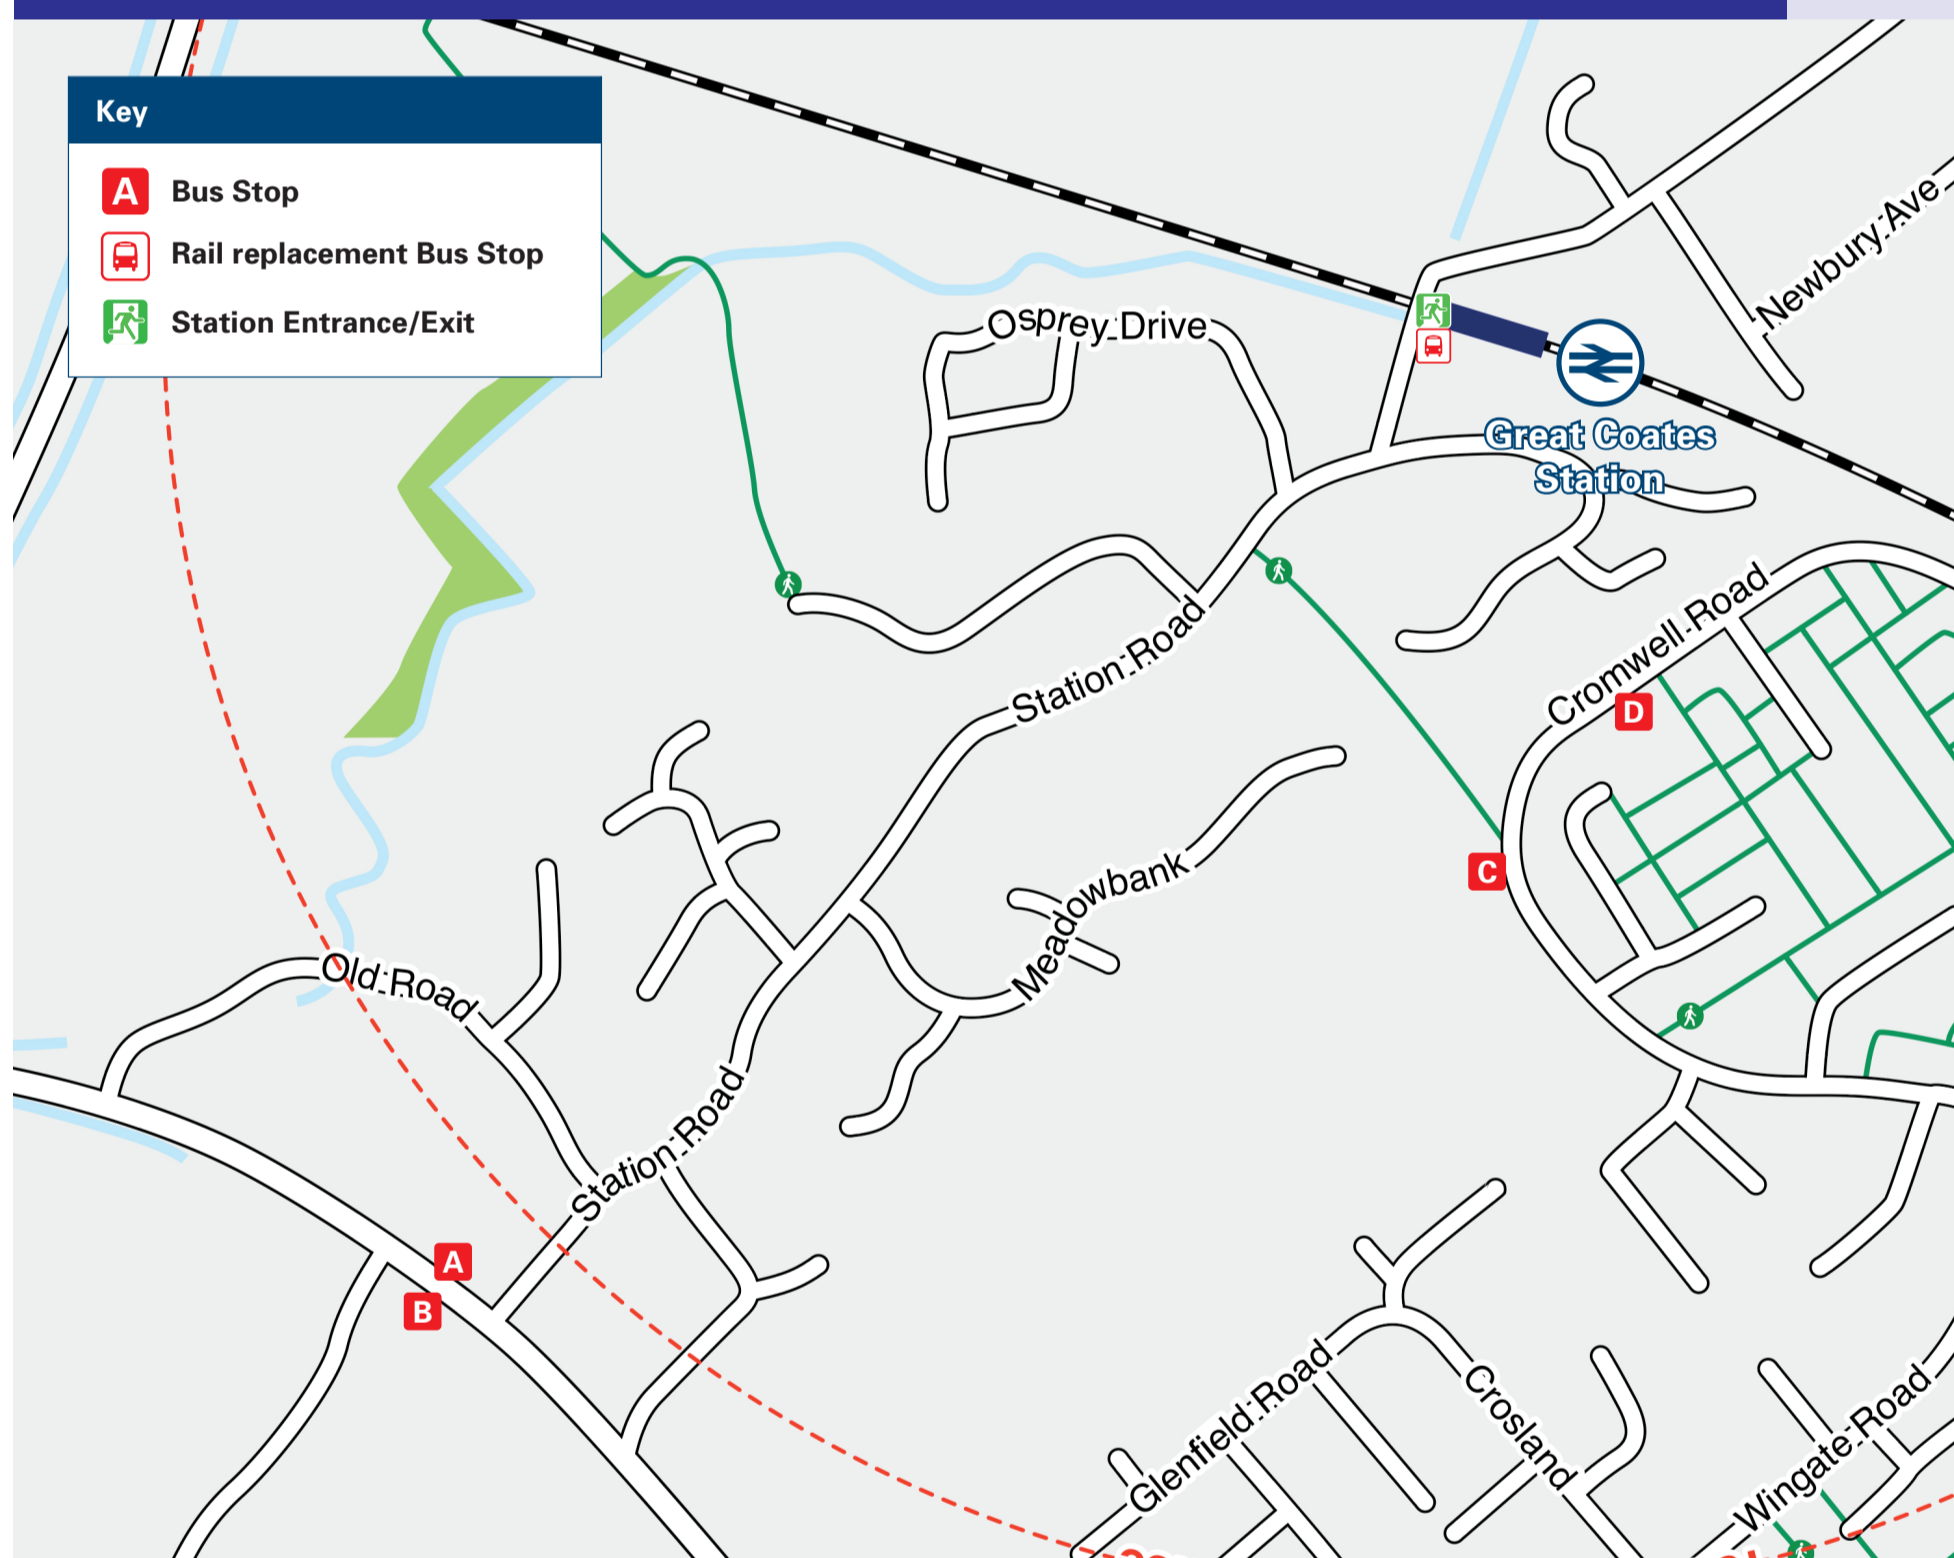 Key
A
Bus Stop
Rail replacement Bus Stop
Station Entrance/Exit
Newbury Ave
Osprey Drive
Great Coates
Station
Cromwell Road
D
Station Road
C
Meadowbank
Old Road
Station Road
A
B
Glenfield Road
Crosland
Wingate Road